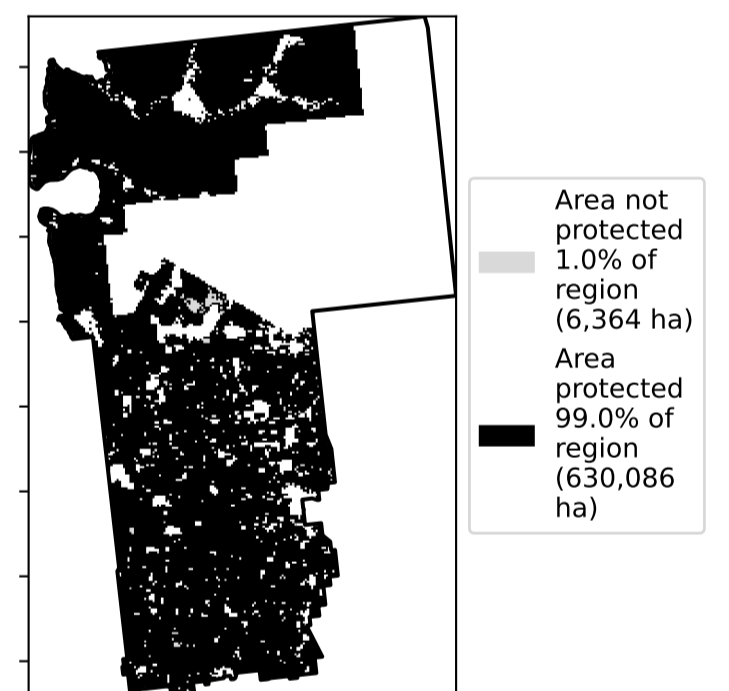 Area not
protected
1.0% of
region
(6,364 ha)
Area
protected
99.0% of
region
(630,086
ha)